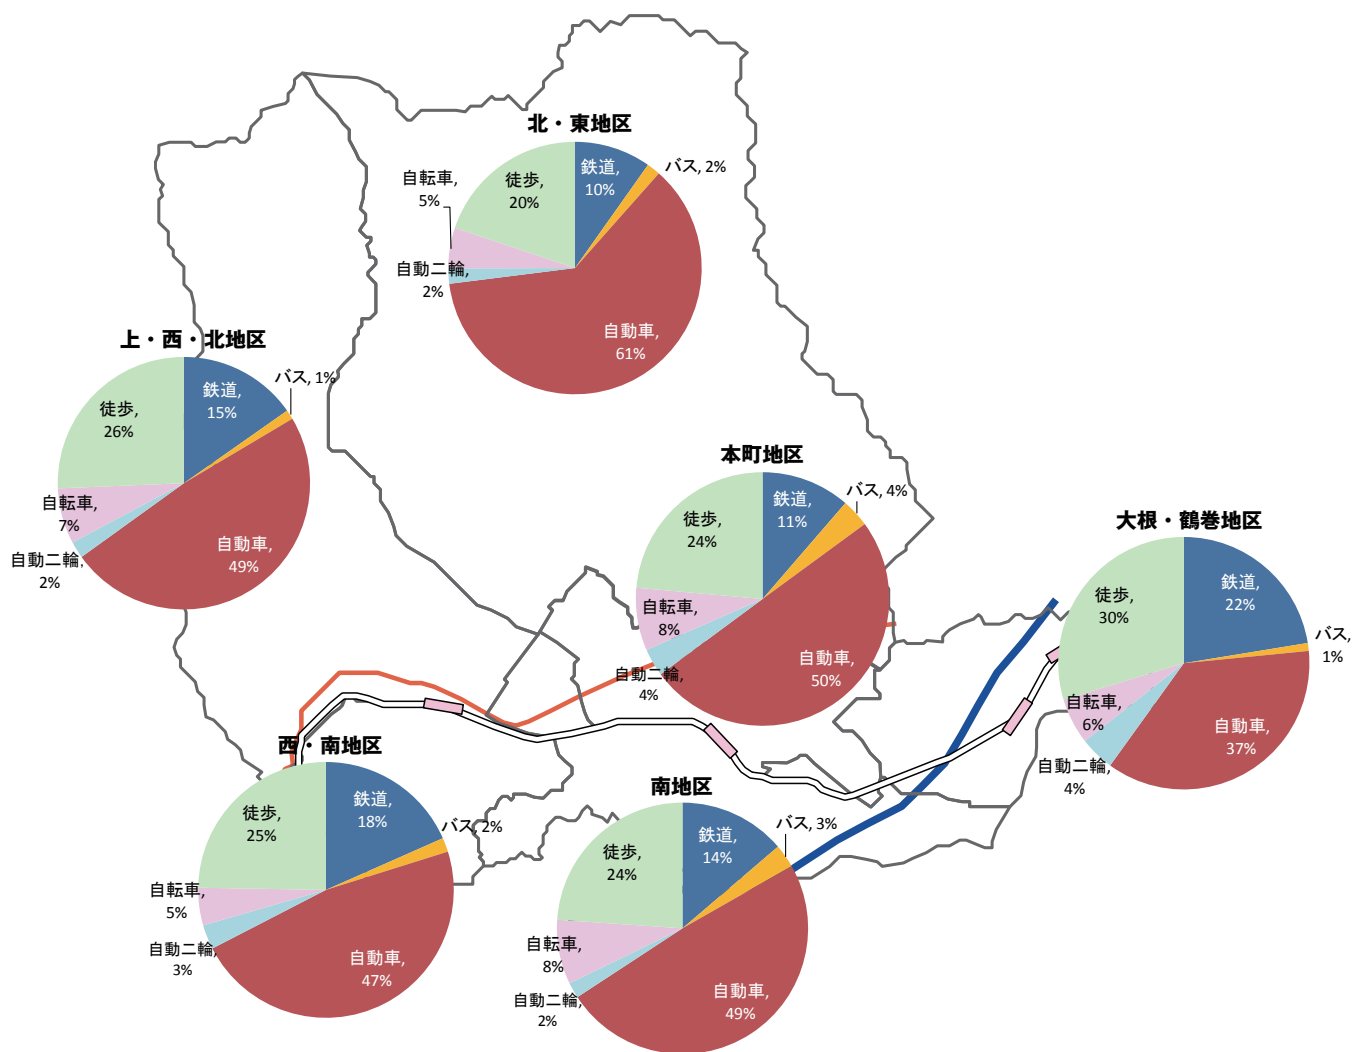 北・東地区
鉄道,
10%
バス, 2%
自動車,
61%
自動二輪,
2%
自転車,
5%
徒歩,
20%
上・西・北地区
鉄道,
15%
バス, 1%
自動車,
49%
自動二輪,
2%
自転車,
7%
徒歩,
26%
本町地区
鉄道,
11%
バス, 4%
自動車,
50%
自動二輪,
4%
自転車,
8%
徒歩,
24%
大根・鶴巻地区
鉄道,
22%
バス,
1%
自動車,
37%
自動二輪,
4%
自転車,
6%
徒歩,
30%
西・南地区
鉄道,
18%
バス, 2%
自動車,
47%
自動二輪,
3%
自転車,
5%
徒歩,
25%
南地区
鉄道,
14%
バス, 3%
自動車,
49%
自動二輪,
2%
自転車,
8%
徒歩,
24%